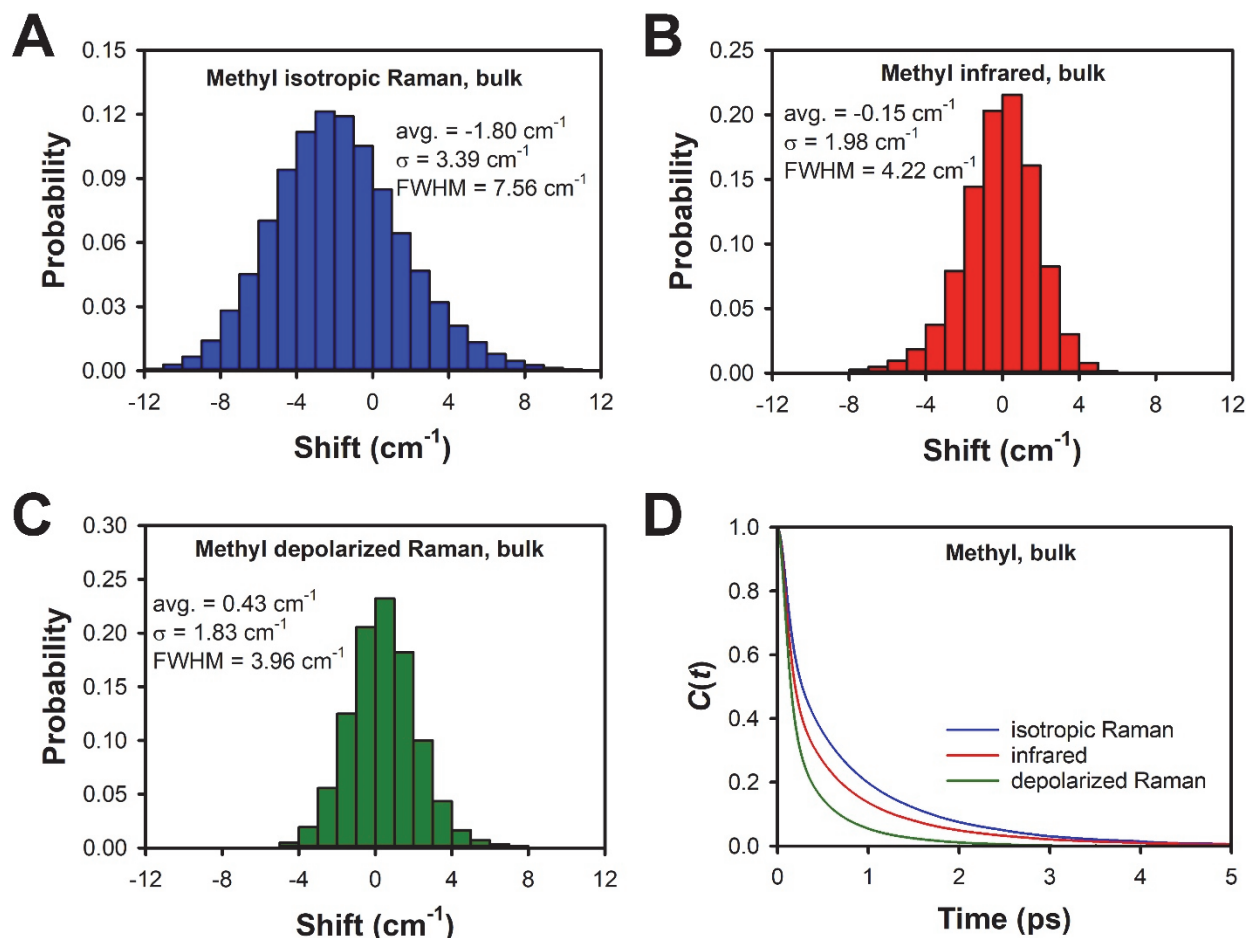 A
Methyl isotropic Raman, bulk
avg. = -1.80 cm⁻¹
σ = 3.39 cm⁻¹
FWHM = 7.56 cm⁻¹
Probability
0.15
0.12
0.09
0.06
0.03
0.00
-12 -8 -4 0 4 8 12
Shift (cm⁻¹)
B
Methyl infrared, bulk
avg. = -0.15 cm⁻¹
σ = 1.98 cm⁻¹
FWHM = 4.22 cm⁻¹
Probability
0.25
0.20
0.15
0.10
0.05
0.00
-12 -8 -4 0 4 8 12
Shift (cm⁻¹)
C
Methyl depolarized Raman, bulk
avg. = 0.43 cm⁻¹
σ = 1.83 cm⁻¹
FWHM = 3.96 cm⁻¹
Probability
0.30
0.25
0.20
0.15
0.10
0.05
0.00
-12 -8 -4 0 4 8 12
Shift (cm⁻¹)
D
Methyl, bulk
C(t)
1.0
0.8
0.6
0.4
0.2
0.0
isotropic Raman
infrared
depolarized Raman
0 1 2 3 4 5
Time (ps)